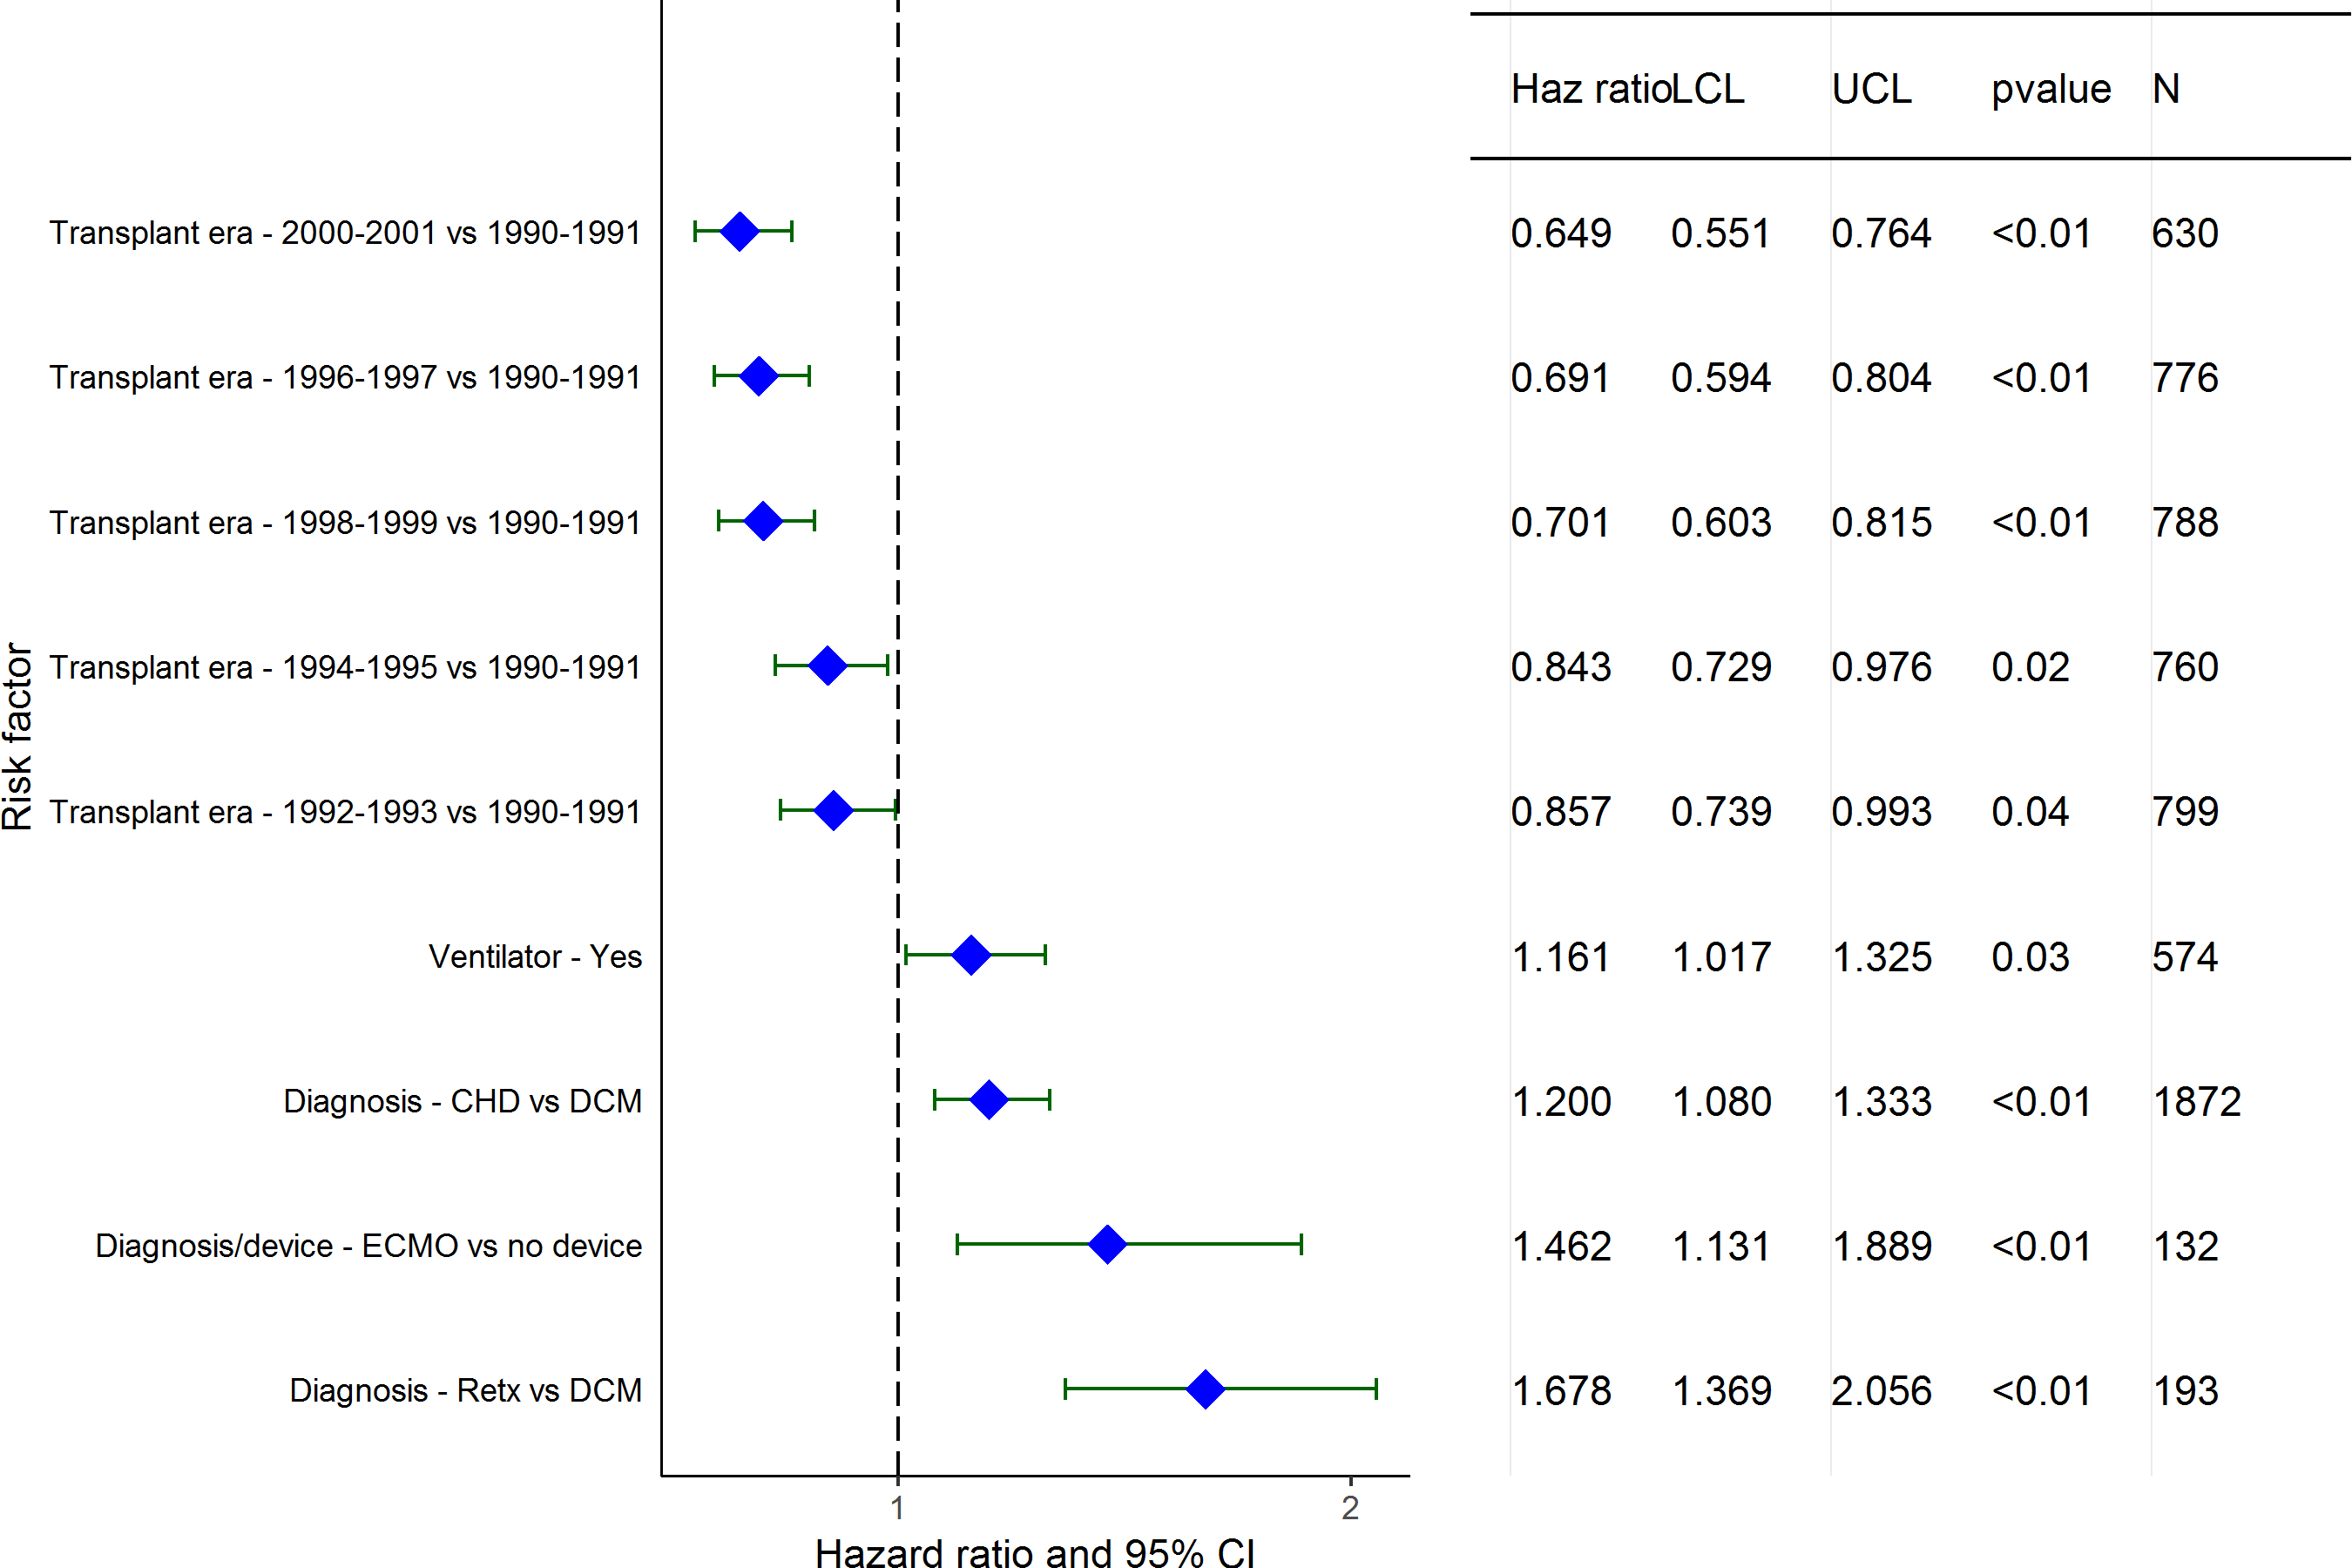 Haz ratio LCL UCL pvalue N
Transplant era - 2000-2001 vs 1990-1991 0.649 0.551 0.764 <0.01 630
Transplant era - 1996-1997 vs 1990-1991 0.691 0.594 0.804 <0.01 776
Transplant era - 1998-1999 vs 1990-1991 0.701 0.603 0.815 <0.01 788
Transplant era - 1994-1995 vs 1990-1991 0.843 0.729 0.976 0.02 760
Risk factor
Transplant era - 1992-1993 vs 1990-1991 0.857 0.739 0.993 0.04 799
Ventilator - Yes 1.161 1.017 1.325 0.03 574
Diagnosis - CHD vs DCM 1.200 1.080 1.333 <0.01 1872
Diagnosis/device - ECMO vs no device 1.462 1.131 1.889 <0.01 132
Diagnosis - Retx vs DCM 1.678 1.369 2.056 <0.01 193
1 2
Hazard ratio and 95% CI